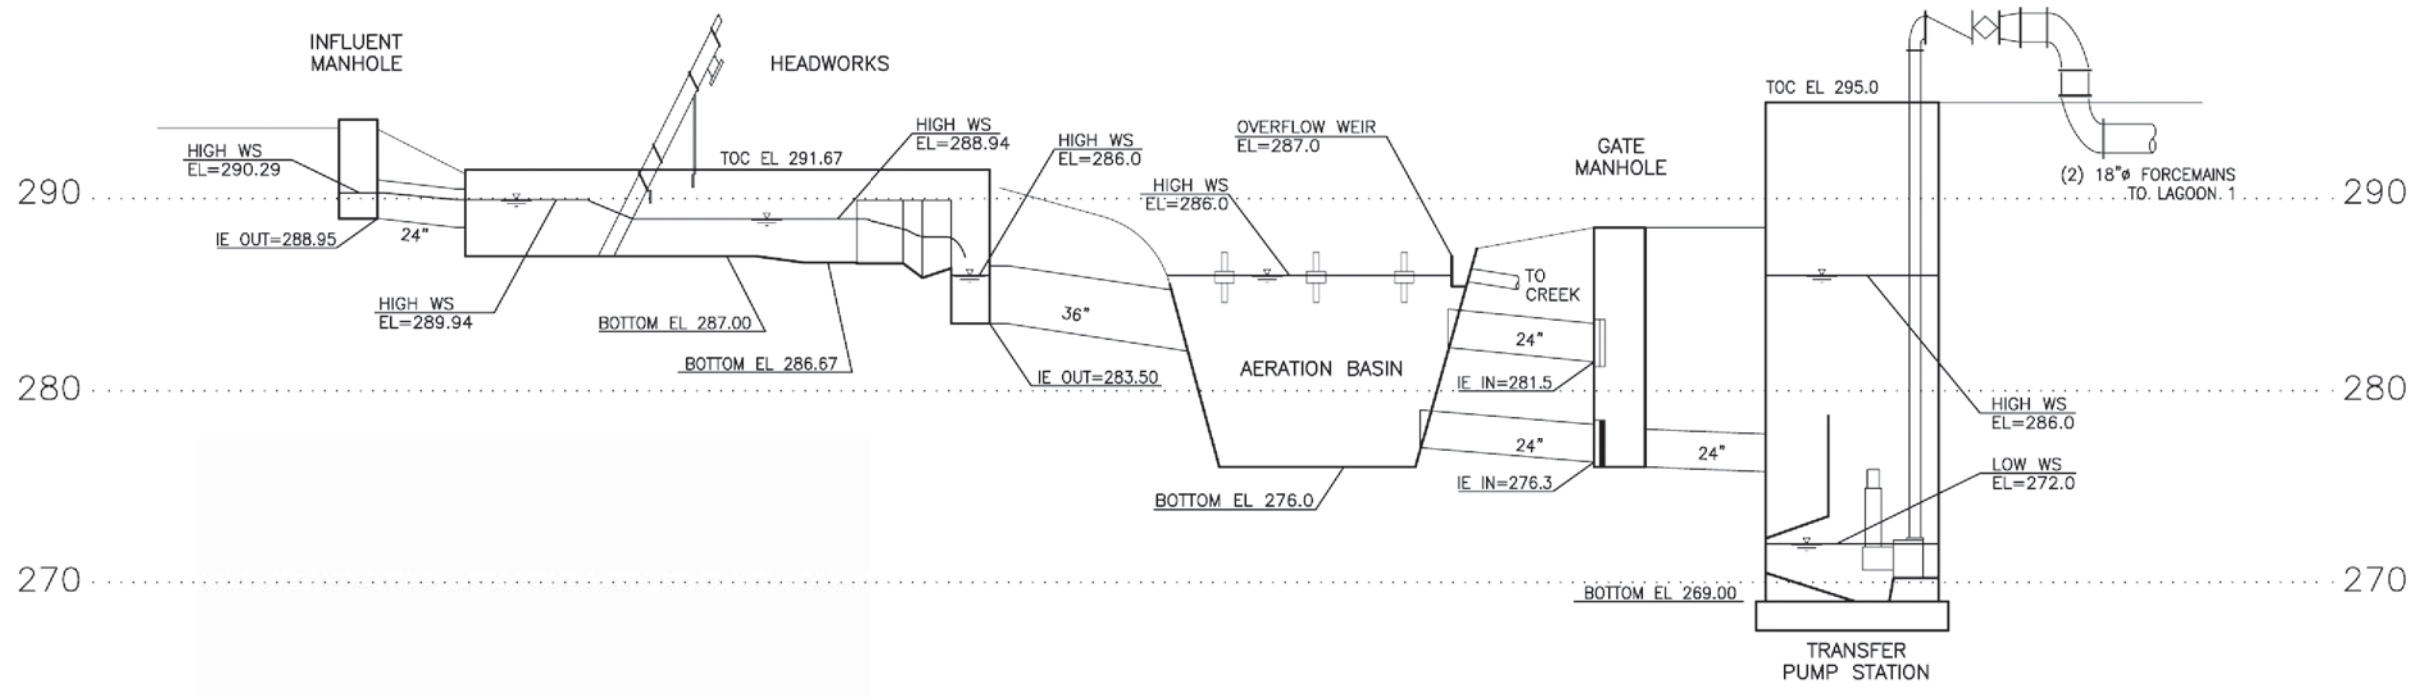 INFLUENT
MANHOLE
HEADWORKS
TOC EL 295.0
HIGH WS
EL=290.29
TOC EL 291.67
HIGH WS
EL=288.94
HIGH WS
EL=286.0
OVERFLOW WEIR
EL=287.0
GATE
MANHOLE
HIGH WS
EL=286.0
(2) 18"ø FORCEMAINS
TO LAGOON 1
290
290
IE OUT=288.95
24"
TO
CREEK
HIGH WS
EL=289.94
BOTTOM EL 287.00
BOTTOM EL 286.67
36"
IE OUT=283.50
AERATION BASIN
24"
IE IN=281.5
280
280
HIGH WS
EL=286.0
24"
24"
IE IN=276.3
BOTTOM EL 276.0
LOW WS
EL=272.0
270
270
BOTTOM EL 269.00
TRANSFER
PUMP STATION